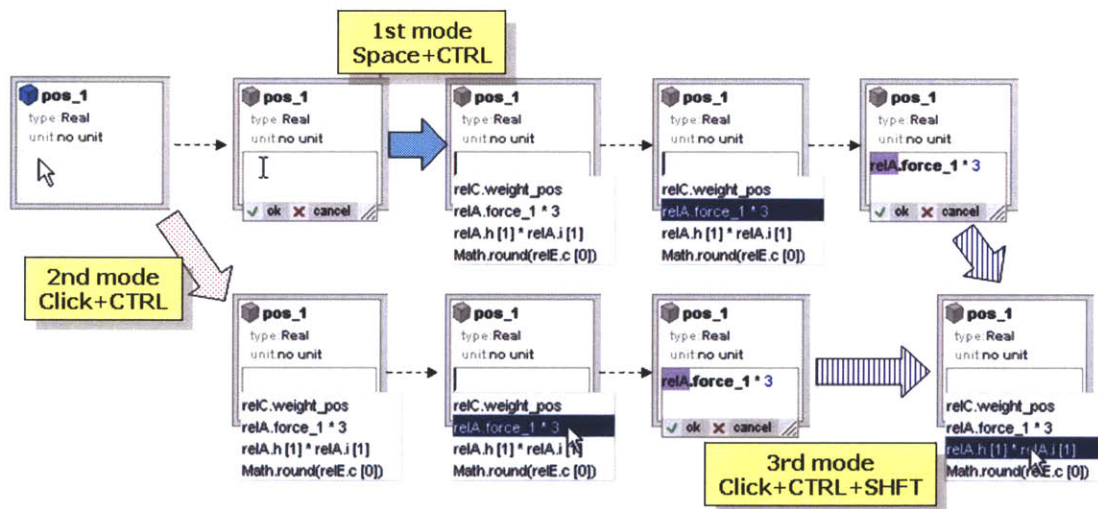 1st mode
Space+CTRL
pos_1
type:Real
unit:no unit
pos_1
type:Real
unit:no unit
ok cancel
pos_1
type:Real
unit:no unit
relC.weight_pos
relA.force_1 * 3
relA.h [1] * relA.i [1]
Math.round(relE.c [0])
pos_1
type:Real
unit:no unit
relC.weight_pos
relA.force_1 * 3
relA.h [1] * relA.i [1]
Math.round(relE.c [0])
pos_1
type:Real
unit:no unit
relA.force_1 * 3
ok cancel
2nd mode
Click+CTRL
pos_1
type:Real
unit:no unit
relC.weight_pos
relA.force_1 * 3
relA.h [1] * relA.i [1]
Math.round(relE.c [0])
pos_1
type:Real
unit:no unit
relC.weight_pos
relA.force_1 * 3
relA.h [1] * relA.i [1]
Math.round(relE.c [0])
pos_1
type:Real
unit:no unit
relA.force_1 * 3
ok cancel
3rd mode
Click+CTRL+SHFT
pos_1
type:Real
unit:no unit
relC.weight_pos
relA.force_1 * 3
relA.h [1] * relA.i [1]
Math.round(relE.c [0])